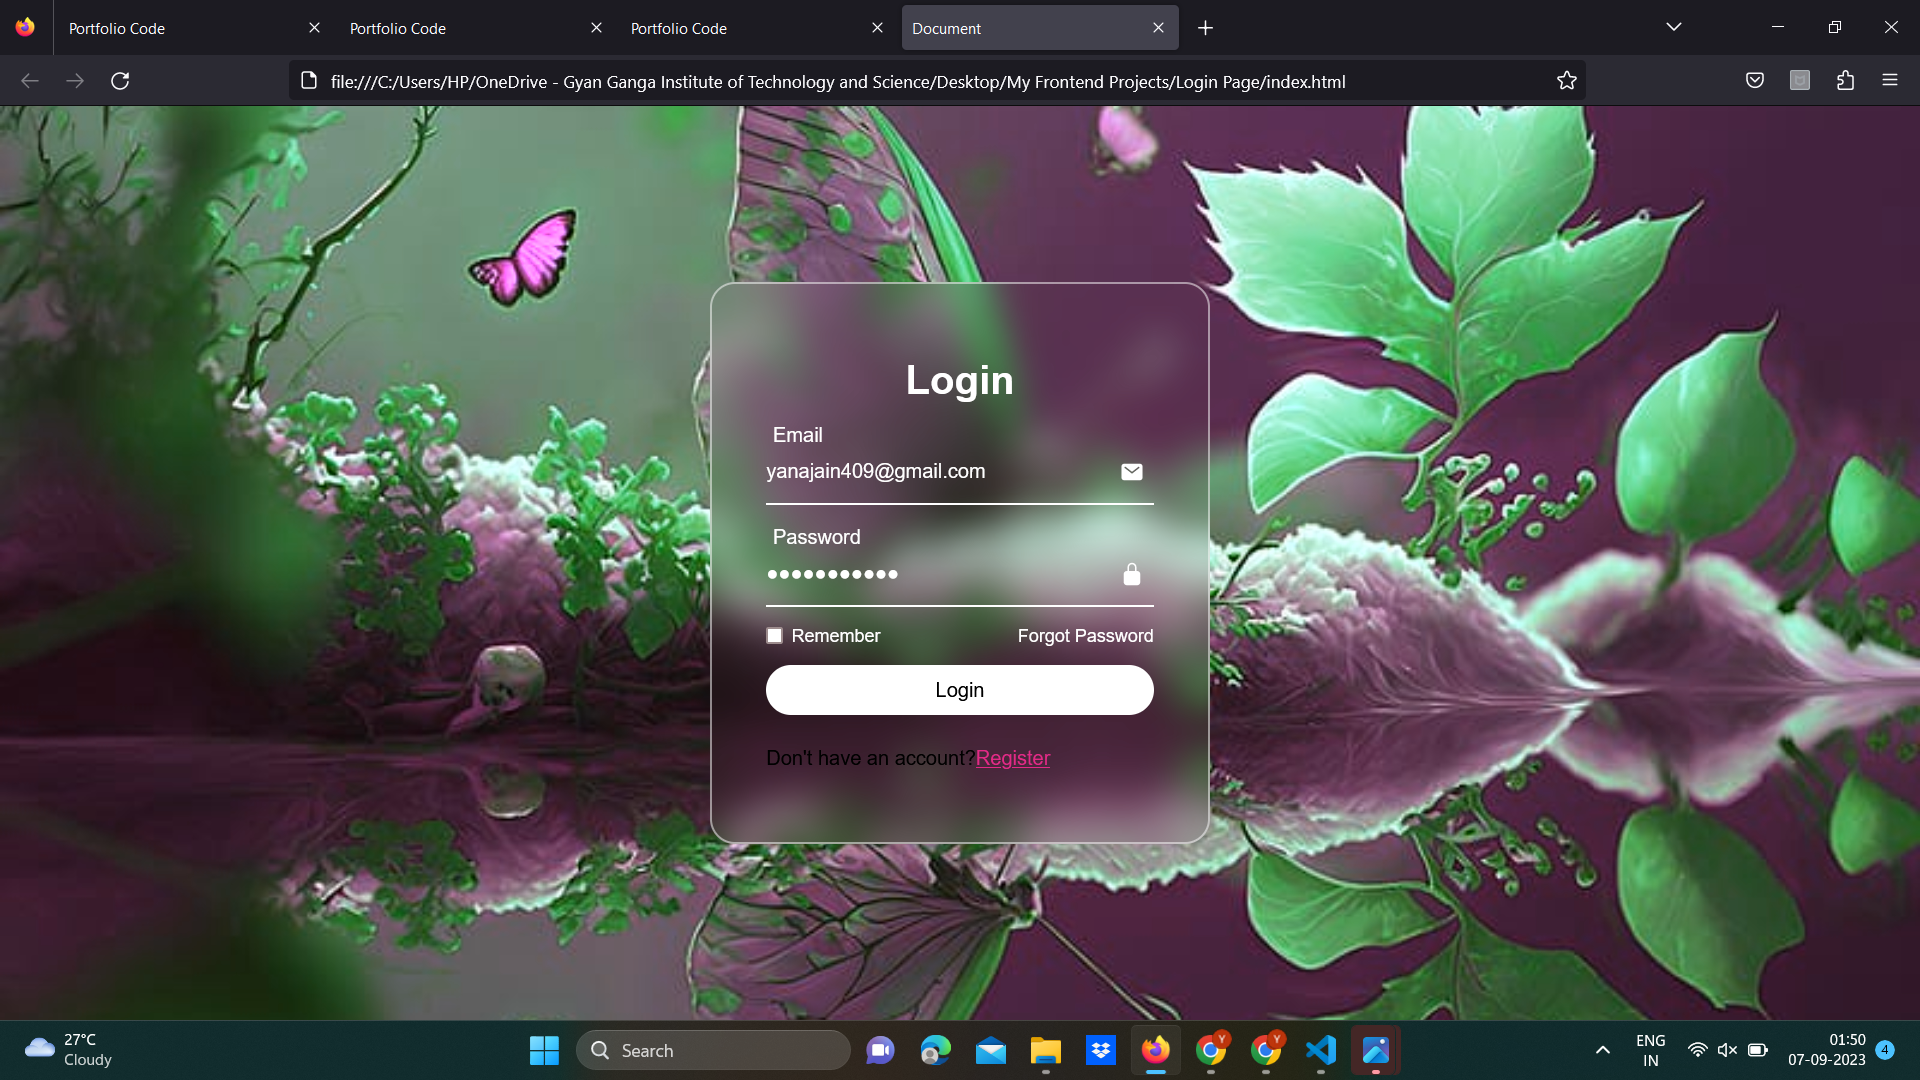 Portfolio Code
Portfolio Code
Portfolio Code
Document
file:///C:/Users/HP/OneDrive - Gyan Ganga Institute of Technology and Science/Desktop/My Frontend Projects/Login Page/index.html
Login
Email
yanajain409@gmail.com
Password
Remember
Forgot Password
Login
Don't have an account?Register
27°C
Cloudy
Search
Y
Y
ENG
IN
01:50
07-09-2023
4